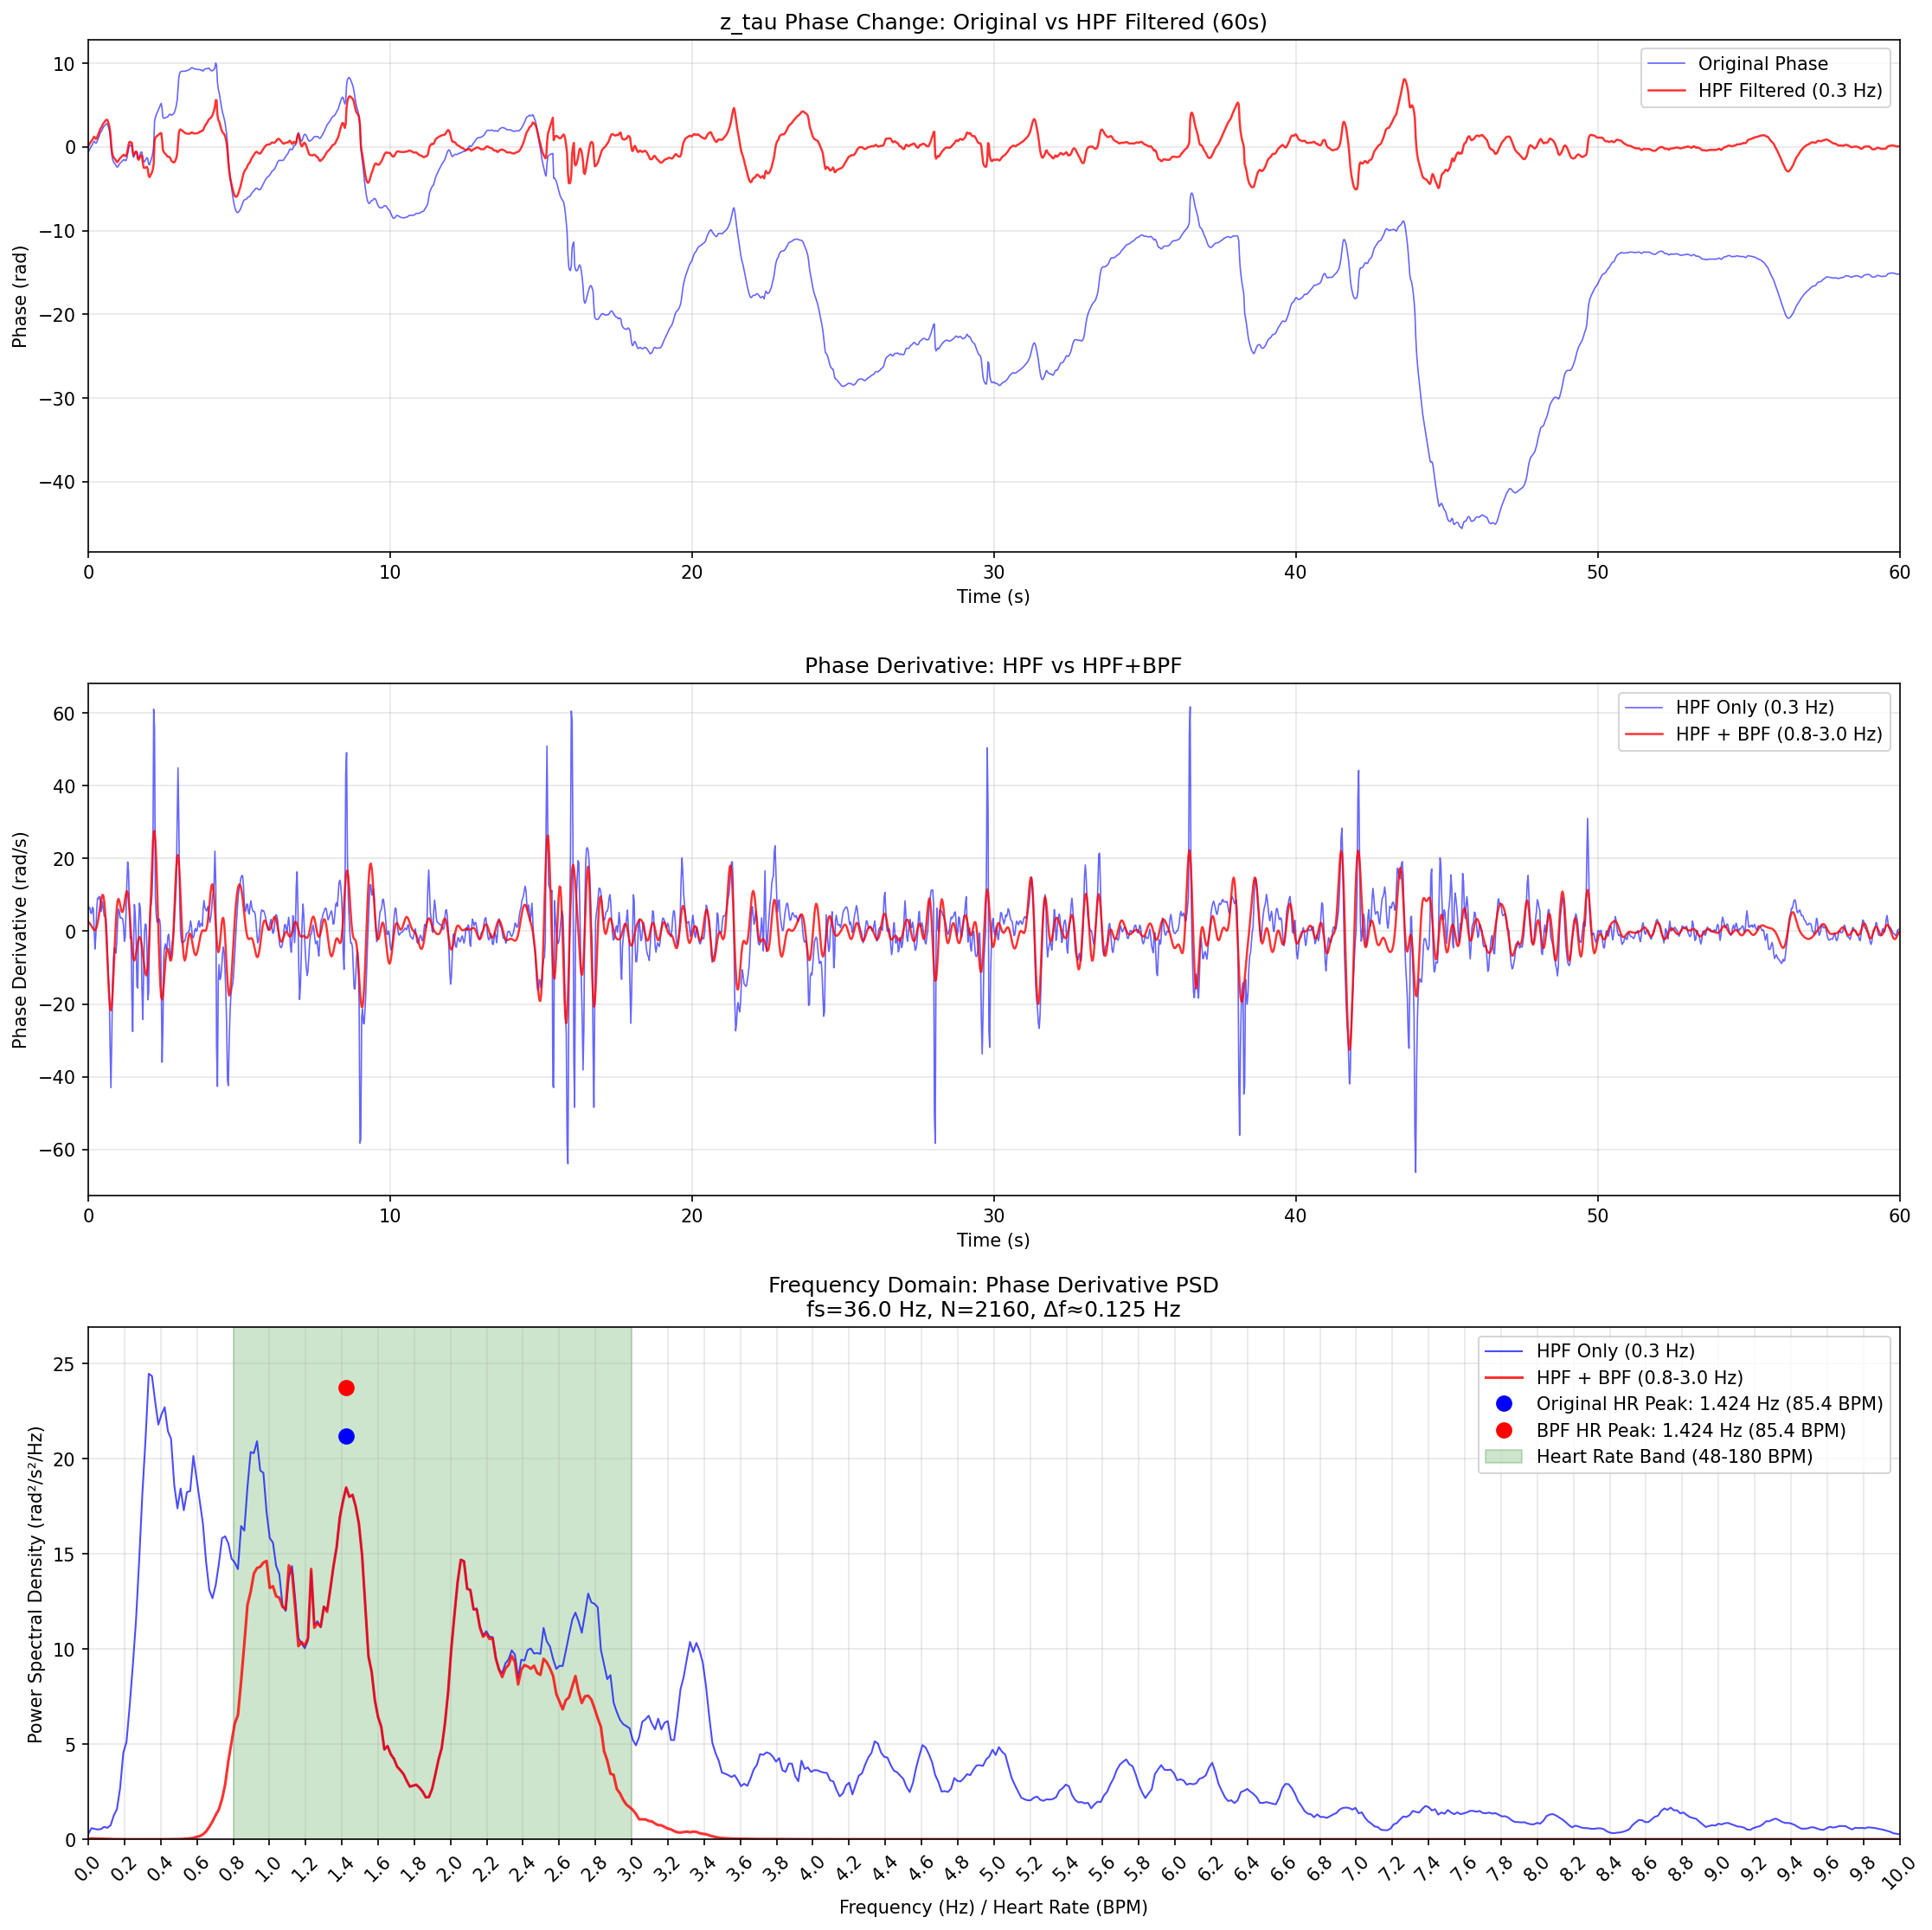 z_tau Phase Change: Original vs HPF Filtered (60s)
Original Phase
HPF Filtered (0.3 Hz)
Phase (rad)
10
0
−10
−20
−30
−40
0 10 20 30 40 50 60
Time (s)
Phase Derivative: HPF vs HPF+BPF
HPF Only (0.3 Hz)
HPF + BPF (0.8-3.0 Hz)
Phase Derivative (rad/s)
60
40
20
0
−20
−40
−60
0 10 20 30 40 50 60
Time (s)
Frequency Domain: Phase Derivative PSD
fs=36.0 Hz, N=2160, Δf≈0.125 Hz
HPF Only (0.3 Hz)
HPF + BPF (0.8-3.0 Hz)
Original HR Peak: 1.424 Hz (85.4 BPM)
BPF HR Peak: 1.424 Hz (85.4 BPM)
Heart Rate Band (48-180 BPM)
Power Spectral Density (rad²/s²/Hz)
25
20
15
10
5
0
0.0 0.2 0.4 0.6 0.8 1.0 1.2 1.4 1.6 1.8 2.0 2.2 2.4 2.6 2.8 3.0 3.2 3.4 3.6 3.8 4.0 4.2 4.4 4.6 4.8 5.0 5.2 5.4 5.6 5.8 6.0 6.2 6.4 6.6 6.8 7.0 7.2 7.4 7.6 7.8 8.0 8.2 8.4 8.6 8.8 9.0 9.2 9.4 9.6 9.8 10.0
Frequency (Hz) / Heart Rate (BPM)